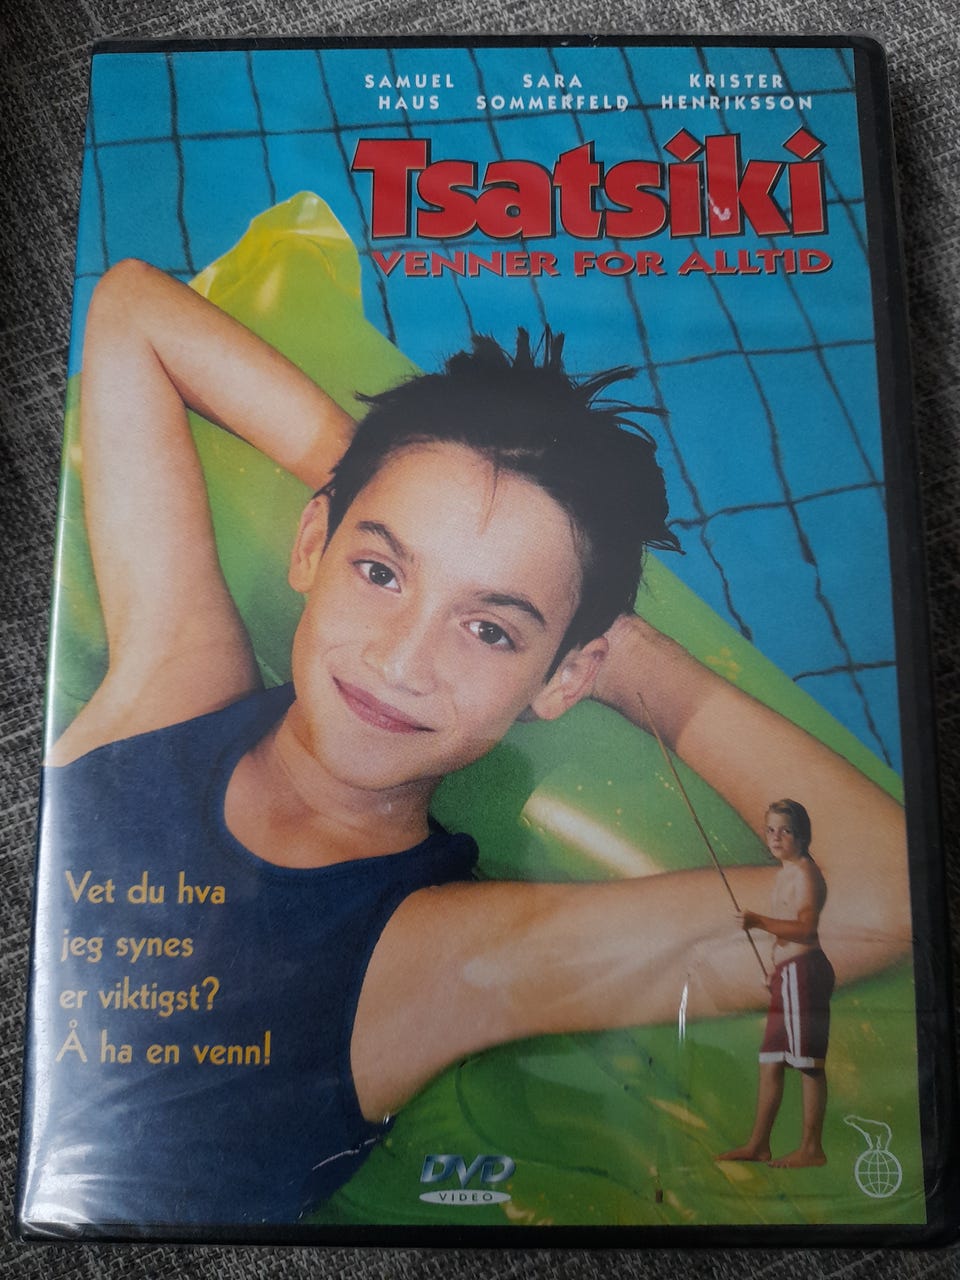 SAMUEL SARA KRISTER
HAUS SOMMERFELD HENRIKSSON
Tsatsiki
VENNER FOR ALLTID
Vet du hva
jeg synes
er viktigst?
Å ha en venn!
DVD
VIDEO